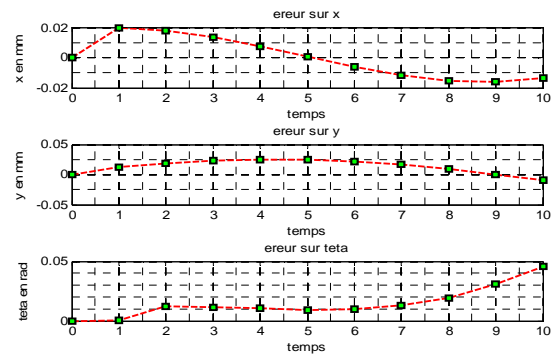 ereur sur x
0.02
0
-0.02
x en mm
0 1 2 3 4 5 6 7 8 9 10
temps
ereur sur y
0.05
0
-0.05
y en mm
0 1 2 3 4 5 6 7 8 9 10
temps
ereur sur teta
0.05
0
teta en rad
0 1 2 3 4 5 6 7 8 9 10
temps